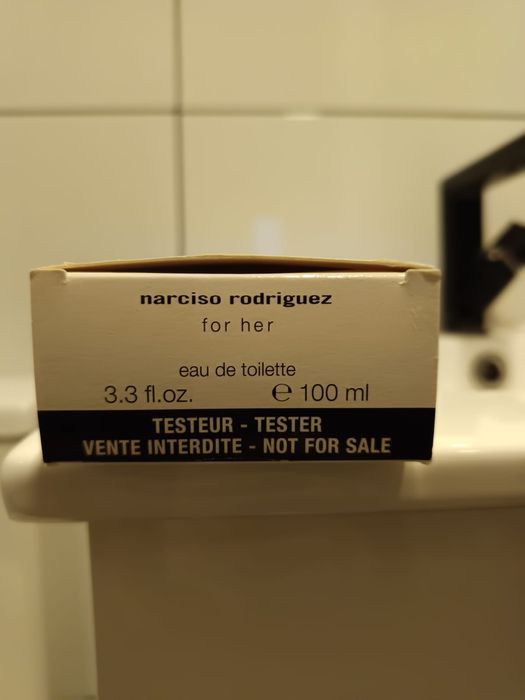 narciso rodriguez
for her
eau de toilette
3.3 fl.oz. ℮ 100 ml
TESTEUR - TESTER
VENTE INTERDITE - NOT FOR SALE